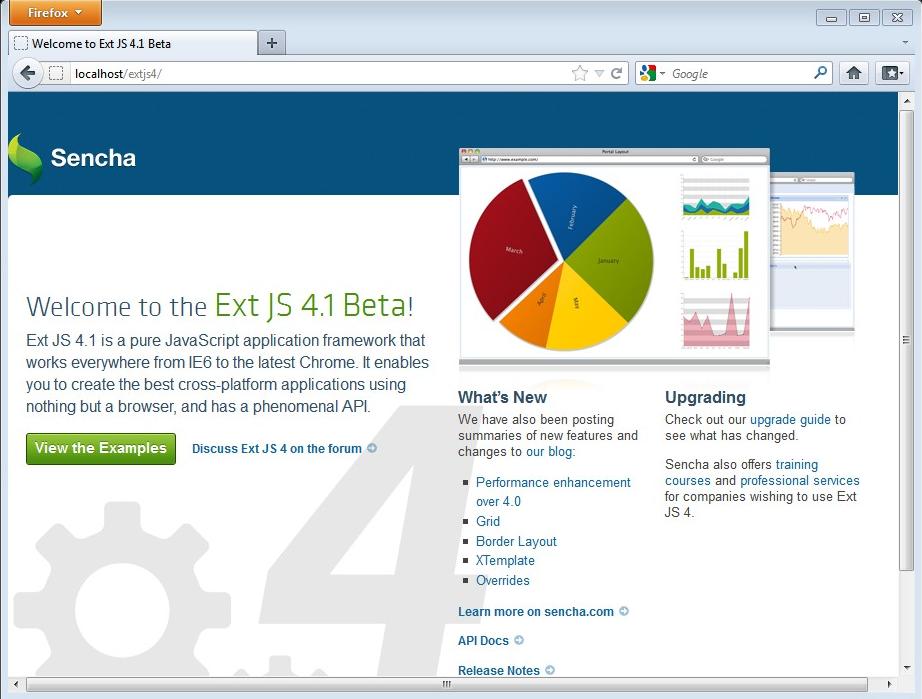 Firefox
Welcome to Ext JS 4.1 Beta
localhost/extjs4/
Google
Sencha
Portal Layout
http://www.example.com/
Google
February
March
January
April
May
Welcome to the Ext JS 4.1 Beta!
Ext JS 4.1 is a pure JavaScript application framework that
works everywhere from IE6 to the latest Chrome. It enables
you to create the best cross-platform applications using
nothing but a browser, and has a phenomenal API.
View the Examples
Discuss Ext JS 4 on the forum
4
What's New
We have also been posting
summaries of new features and
changes to our blog:
Performance enhancement
over 4.0
Grid
Border Layout
XTemplate
Overrides
Learn more on sencha.com
API Docs
Release Notes
Upgrading
Check out our upgrade guide to
see what has changed.
Sencha also offers training
courses and professional services
for companies wishing to use Ext
JS 4.